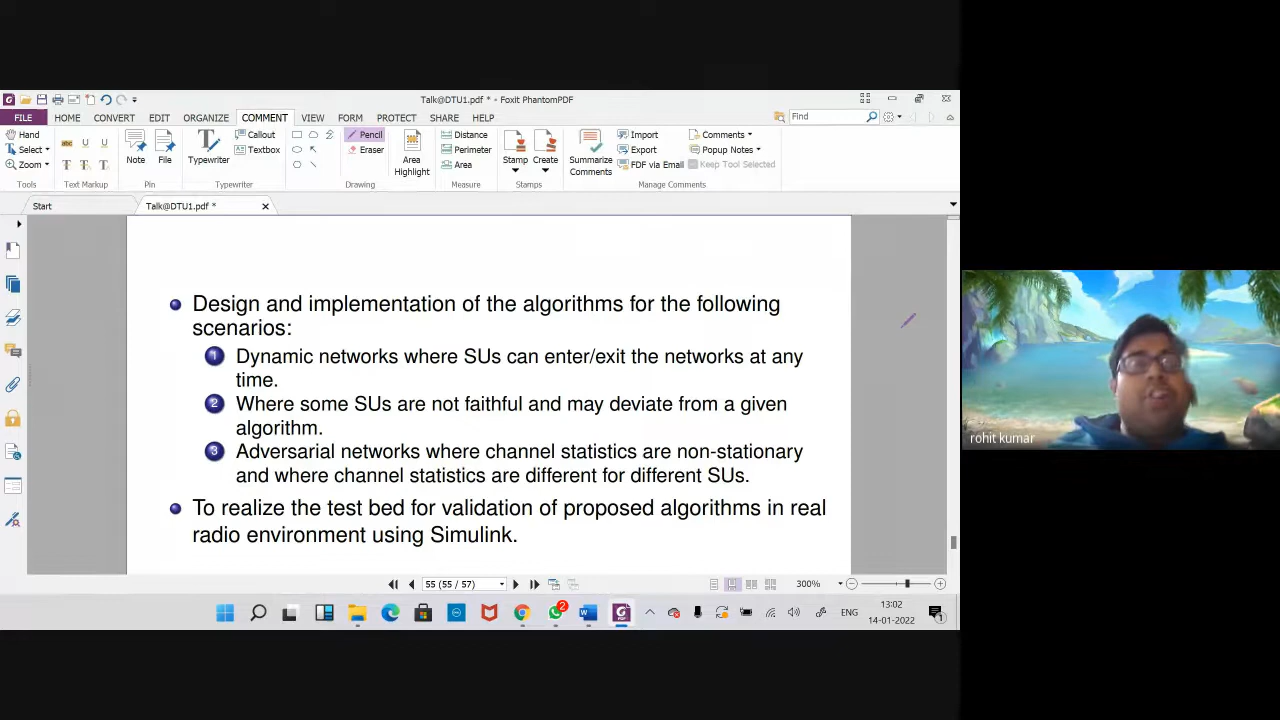 Talk@DTU1.pdf * - Foxit PhantomPDF
FILE HOME CONVERT EDIT ORGANIZE COMMENT VIEW FORM PROTECT SHARE HELP Find
Hand Select Zoom Tools
Text Markup
Note File Pin
Typewriter Callout Textbox Typewriter
Pencil Eraser Area Highlight Drawing
Distance Perimeter Area Measure
Stamp Create Stamps
Summarize Comments Import Export FDF via Email Comments Popup Notes Keep Tool Selected Manage Comments
Start Talk@DTU1.pdf *
Design and implementation of the algorithms for the following
scenarios:
1 Dynamic networks where SUs can enter/exit the networks at any
time.
2 Where some SUs are not faithful and may deviate from a given
algorithm.
3 Adversarial networks where channel statistics are non-stationary
and where channel statistics are different for different SUs.
To realize the test bed for validation of proposed algorithms in real
radio environment using Simulink.
rohit kumar
55 (55 / 57) 300%
2 ENG 13:02
14-01-2022 1